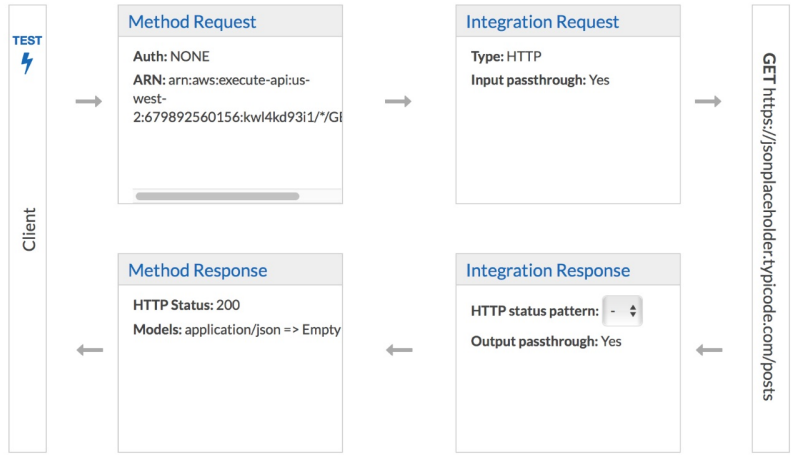 TEST
Client
Method Request
Auth: NONE
ARN: arn:aws:execute-api:us-
west-
2:679892560156:kwl4kd93i1/*/GE
Integration Request
Type: HTTP
Input passthrough: Yes
GET https://jsonplaceholder.typicode.com/posts
Method Response
HTTP Status: 200
Models: application/json => Empty
Integration Response
HTTP status pattern: -
Output passthrough: Yes